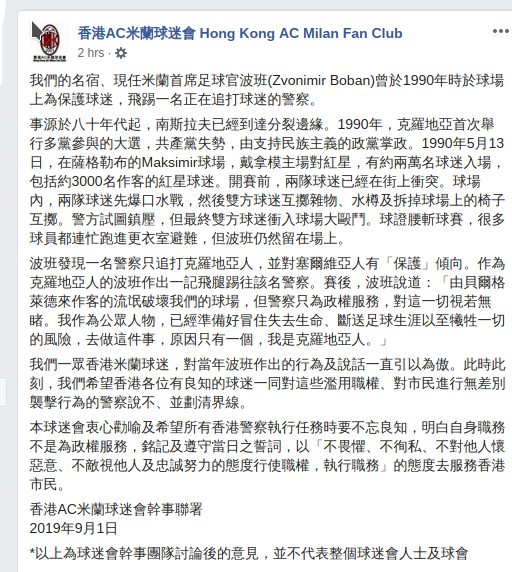 香港AC米蘭球迷會 Hong Kong AC Milan Fan Club
2 hrs ·
我們的名宿、現任米蘭首席足球官波班(Zvonimir Boban)曾於1990年時於球場
上為保護球迷，飛踢一名正在追打球迷的警察。
事源於八十年代起，南斯拉夫已經到達分裂邊緣。1990年，克羅地亞首次舉
行多黨參與的大選，共產黨失勢，由支持民族主義的政黨掌政。1990年5月13
日，在薩格勒布的Maksimir球場，戴拿模主場對紅星，有約兩萬名球迷入場，
包括約3000名作客的紅星球迷。開賽前，兩隊球迷已經在街上衝突。球場
內，兩隊球迷先爆口水戰，然後雙方球迷互擲雜物、水樽及拆掉球場上的椅子
互擲。警方試圖鎮壓，但最終雙方球迷衝入球場大毆鬥。球證腰斬球賽，很多
球員都連忙跑進更衣室避難，但波班仍然留在場上。
波班發現一名警察只追打克羅地亞人，並對塞爾維亞人有「保護」傾向。作為
克羅地亞人的波班作出一記飛腿踢往該名警察。賽後，波班說道：「由貝爾格
萊德來作客的流氓破壞我們的球場，但警察只為政權服務，對這一切視若無
睹。我作為公眾人物，已經準備好冒住失去生命、斷送足球生涯以至犧牲一切
的風險，去做這件事，原因只有一個，我是克羅地亞人。」
我們一眾香港米蘭球迷，對當年波班作出的行為及說話一直引以為傲。此時此
刻，我們希望香港各位有良知的球迷一同對這些濫用職權、對市民進行無差別
襲擊行為的警察說不、並劃清界線。
本球迷會衷心勸喻及希望所有香港警察執行任務時要不忘良知，明白自身職務
不是為政權服務，銘記及遵守當日之誓詞，以「不畏懼、不徇私、不對他人懷
惡意、不敵視他人及忠誠努力的態度行使職權，執行職務」的態度去服務香港
市民。
香港AC米蘭球迷會幹事聯署
2019年9月1日
*以上為球迷會幹事團隊討論後的意見，並不代表整個球迷會人士及球會